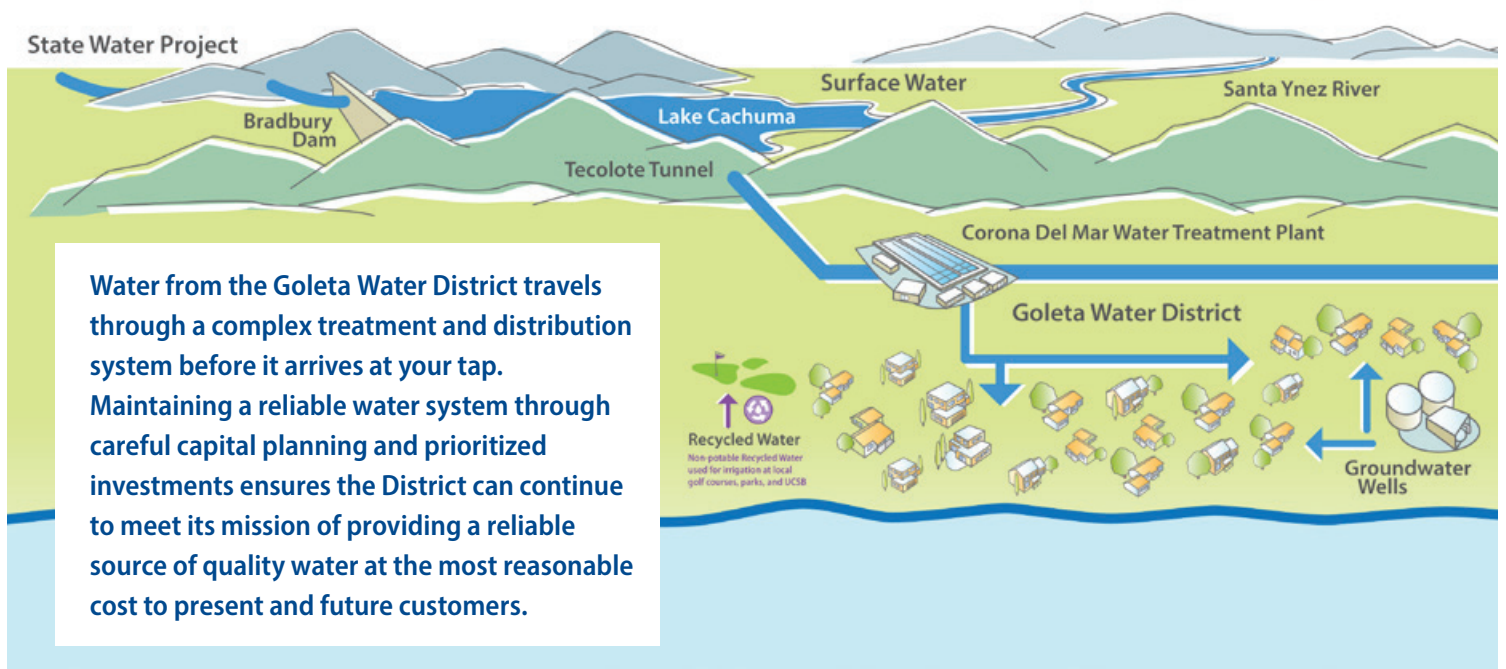 State Water Project
Bradbury
Dam
Lake Cachuma
Surface Water
Santa Ynez River
Tecolote Tunnel
Corona Del Mar Water Treatment Plant
Goleta Water District
Water from the Goleta Water District travels
through a complex treatment and distribution
system before it arrives at your tap.
Maintaining a reliable water system through
careful capital planning and prioritized
investments ensures the District can continue
to meet its mission of providing a reliable
source of quality water at the most reasonable
cost to present and future customers.
Recycled Water
Non-potable Recycled Water
used for irrigation at local
golf courses, parks, and UCSB
Groundwater
Wells